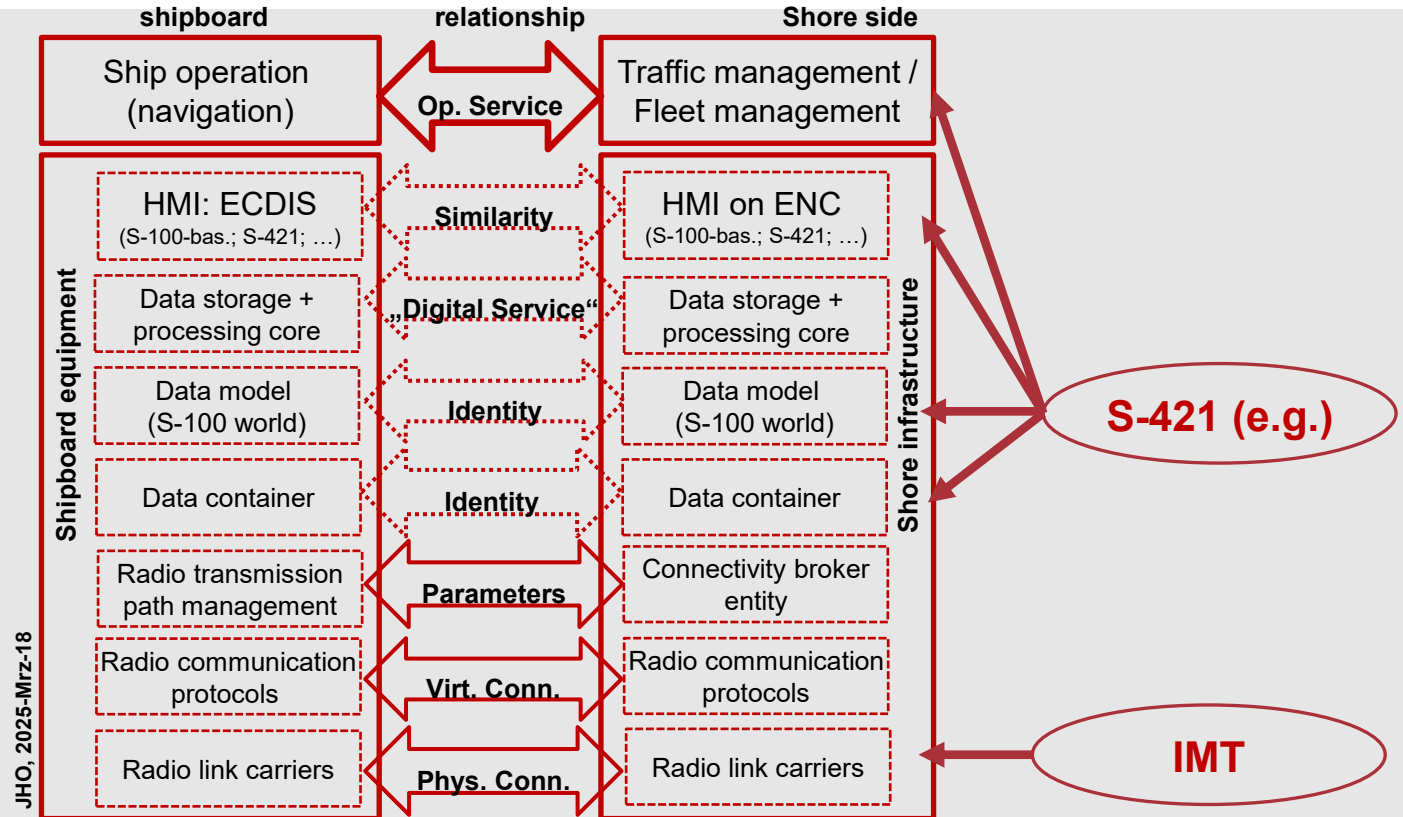 shipboard
relationship
Shore side
Ship operation
(navigation)
Op. Service
Traffic management /
Fleet management
Shipboard equipment
HMI: ECDIS
(S-100-bas.; S-421; …)
Similarity
HMI on ENC
(S-100-bas.; S-421; …)
Data storage +
processing core
„Digital Service“
Data storage +
processing core
Data model
(S-100 world)
Identity
Data model
(S-100 world)
Data container
Identity
Data container
Radio transmission
path management
Parameters
Connectivity broker
entity
Radio communication
protocols
Virt. Conn.
Radio communication
protocols
Radio link carriers
Phys. Conn.
Radio link carriers
Shore infrastructure
S-421 (e.g.)
IMT
JHO, 2025-Mrz-18